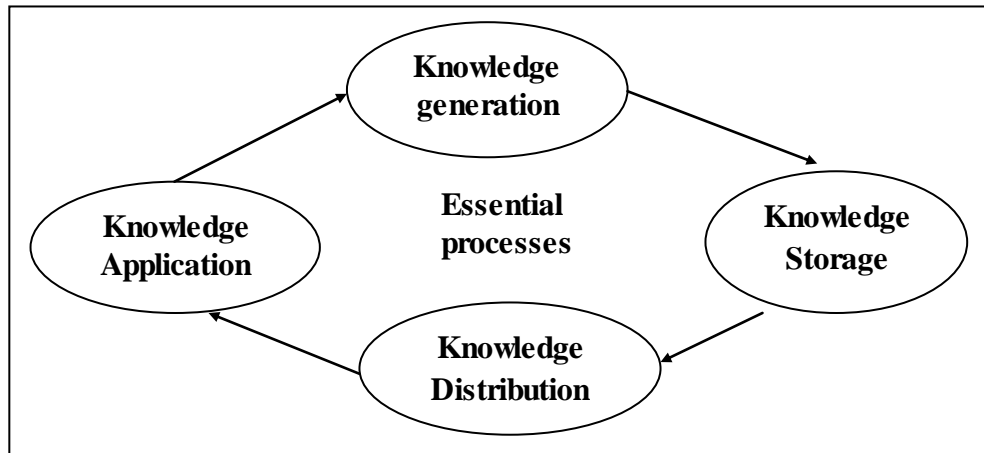 Knowledge
generation
Essential
processes
Knowledge
Application
Knowledge
Storage
Knowledge
Distribution